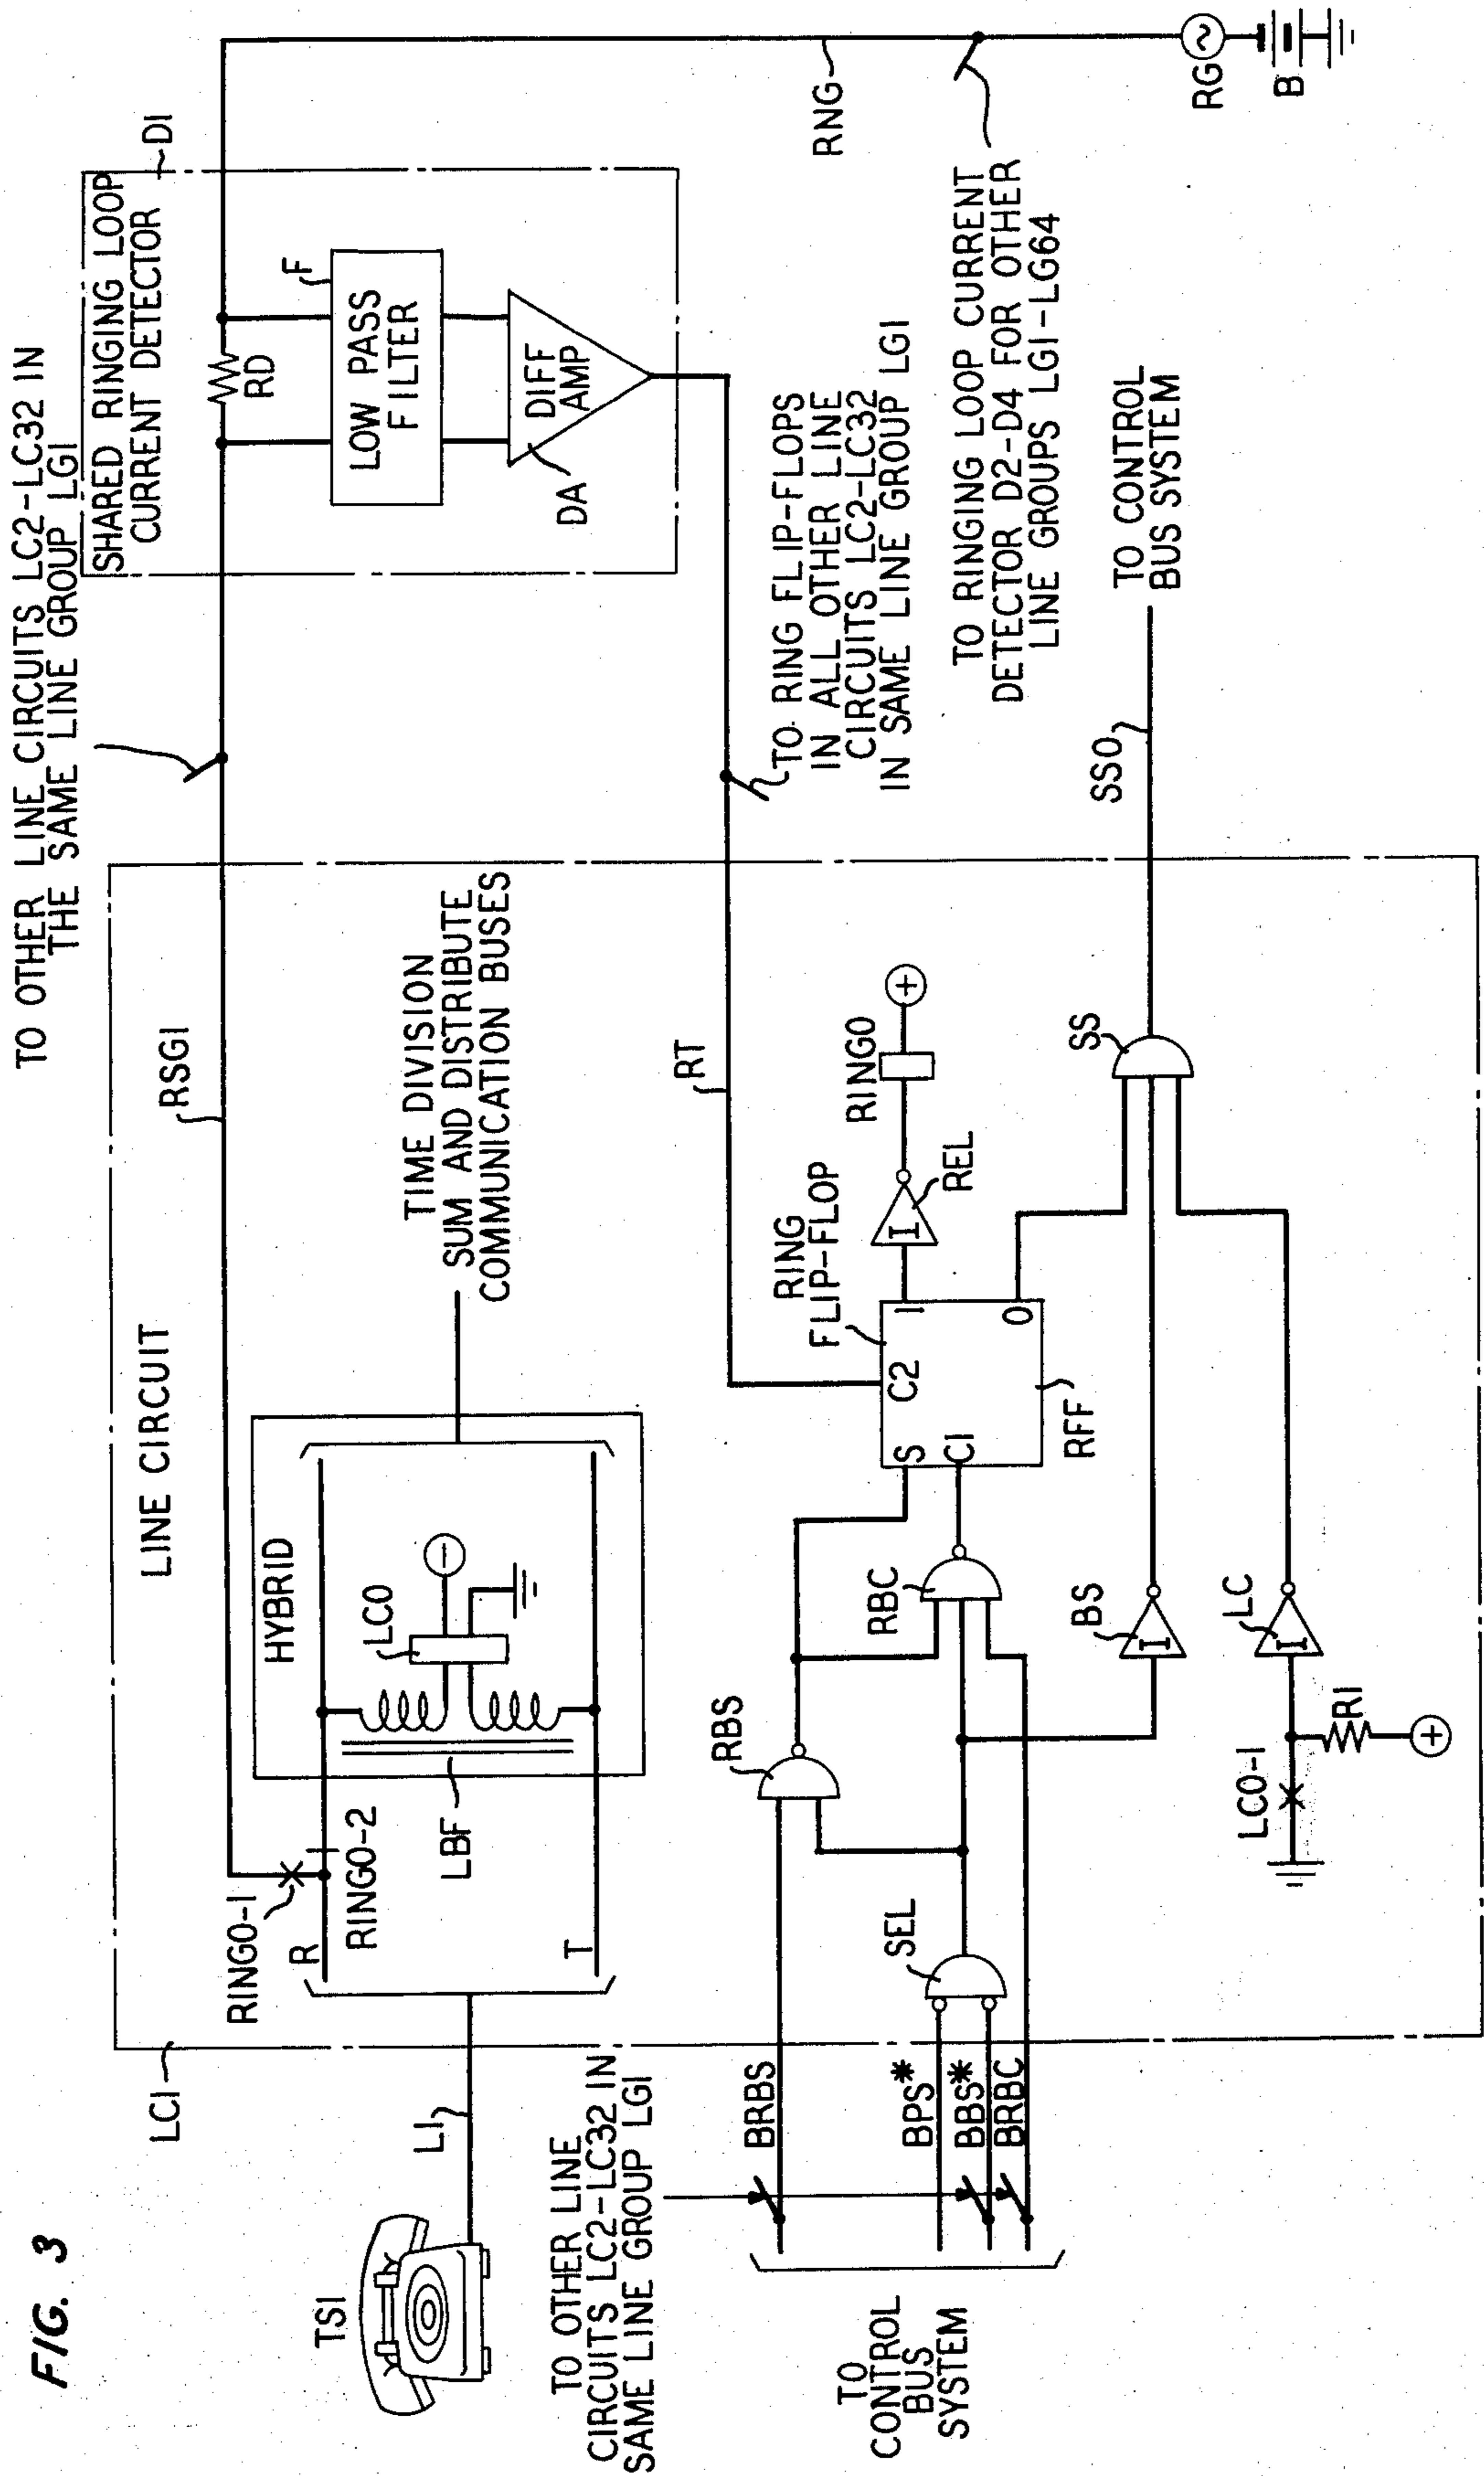 FIG. 3
TO OTHER LINE CIRCUITS LC2-LC32 IN
THE SAME LINE GROUP LG1
SHARED RINGING LOOP
CURRENT DETECTOR
D1
RD
F
LOW PASS
FILTER
DIFF
AMP
DA
RNG
RG
B
TO RINGING LOOP CURRENT
DETECTOR D2-D4 FOR OTHER
LINE GROUPS LG1-LG64
TO RING FLIP-FLOPS
IN ALL OTHER LINE
CIRCUITS LC2-LC32
IN SAME LINE GROUP LG1
RSG1
RT
LINE CIRCUIT
LC1
TIME DIVISION
SUM AND DISTRIBUTE
COMMUNICATION BUSES
HYBRID
LCO
LBF
RINGO-1
RINGO-2
R
T
TS1
L1
RING
FLIP-FLOP
S
C1
C2
1
0
RFF
I
REL
RINGO
+
−
SS
SSO
TO CONTROL
BUS SYSTEM
RBS
RBC
SEL
BS
I
LC
I
LCO-1
R1
+
BRBS
BPS*
BBS*
BRBC
TO OTHER LINE
CIRCUITS LC2-LC32 IN
SAME LINE GROUP LG1
TO
CONTROL
BUS
SYSTEM